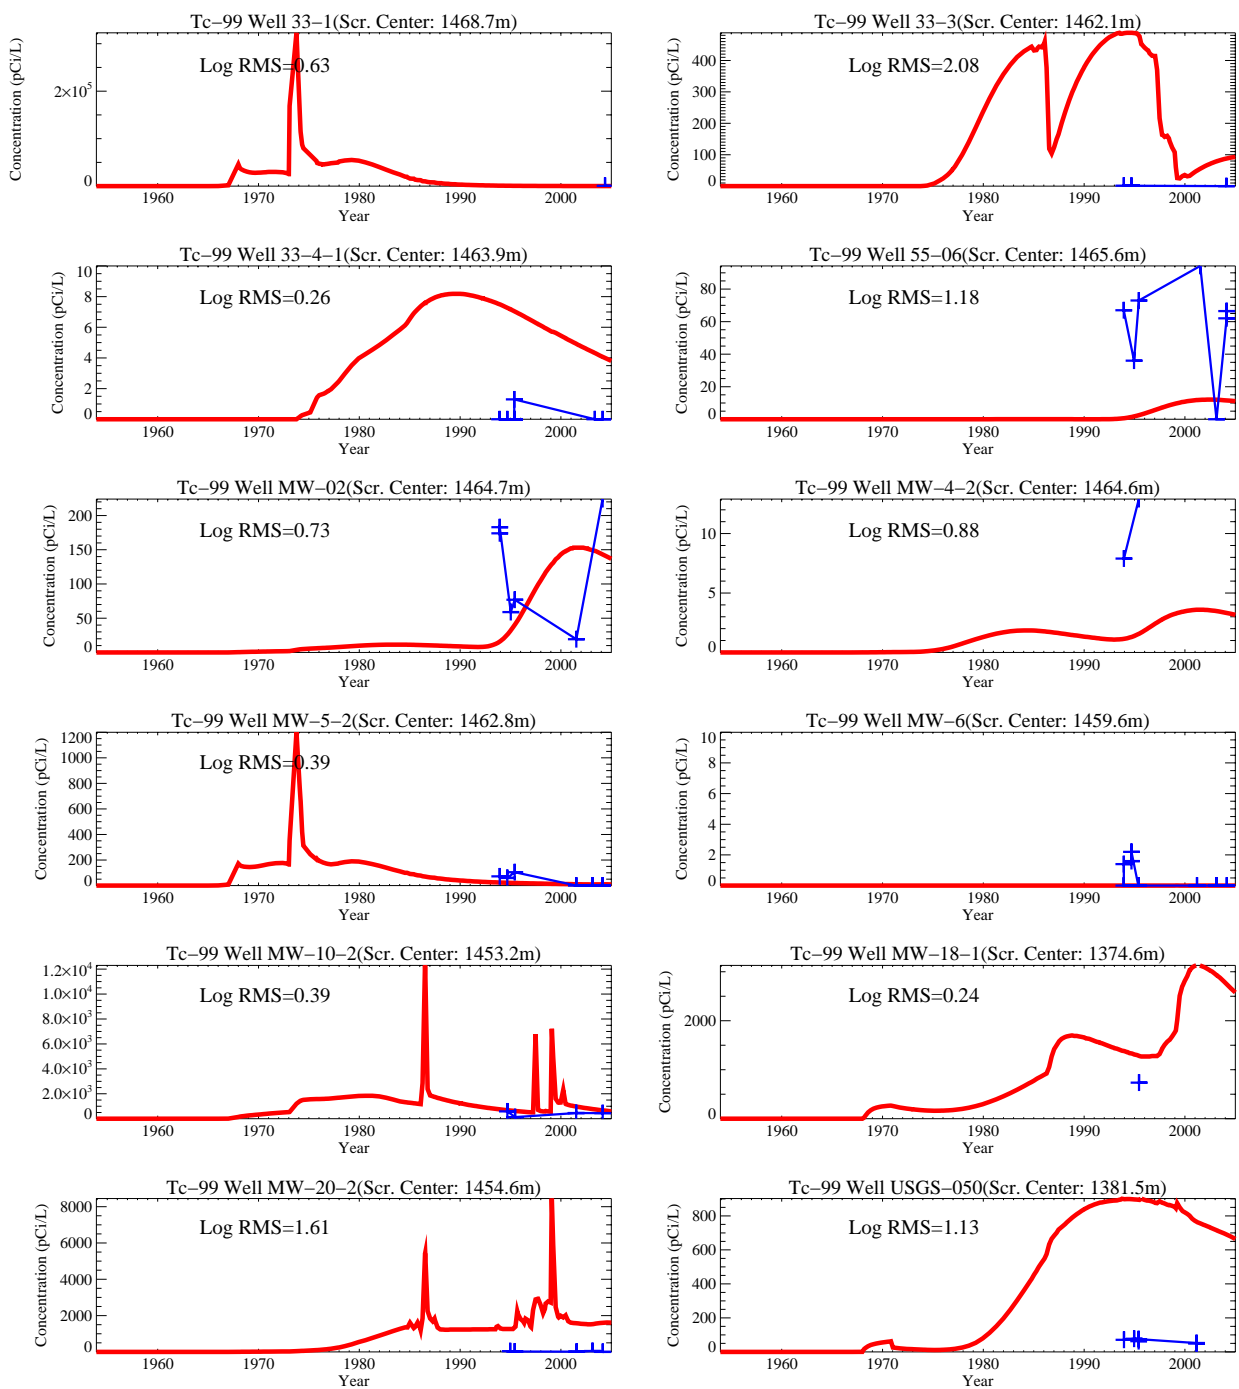 Tc−99 Well 33−1(Scr. Center: 1468.7m)
Concentration (pCi/L)
Log RMS=0.63
2×10⁵
0
1960 1970 1980 1990 2000
Year
Tc−99 Well 33−3(Scr. Center: 1462.1m)
Concentration (pCi/L)
Log RMS=2.08
400
300
200
100
0
1960 1970 1980 1990 2000
Year
Tc−99 Well 33−4−1(Scr. Center: 1463.9m)
Concentration (pCi/L)
Log RMS=0.26
10
8
6
4
2
0
1960 1970 1980 1990 2000
Year
Tc−99 Well 55−06(Scr. Center: 1465.6m)
Concentration (pCi/L)
Log RMS=1.18
80
60
40
20
0
1960 1970 1980 1990 2000
Year
Tc−99 Well MW−02(Scr. Center: 1464.7m)
Concentration (pCi/L)
Log RMS=0.73
200
150
100
50
0
1960 1970 1980 1990 2000
Year
Tc−99 Well MW−4−2(Scr. Center: 1464.6m)
Concentration (pCi/L)
Log RMS=0.88
10
5
0
1960 1970 1980 1990 2000
Year
Tc−99 Well MW−5−2(Scr. Center: 1462.8m)
Concentration (pCi/L)
Log RMS=0.39
1200
1000
800
600
400
200
0
1960 1970 1980 1990 2000
Year
Tc−99 Well MW−6(Scr. Center: 1459.6m)
Concentration (pCi/L)
10
8
6
4
2
0
1960 1970 1980 1990 2000
Year
Tc−99 Well MW−10−2(Scr. Center: 1453.2m)
Concentration (pCi/L)
Log RMS=0.39
1.2×10⁴
1.0×10⁴
8.0×10³
6.0×10³
4.0×10³
2.0×10³
0
1960 1970 1980 1990 2000
Year
Tc−99 Well MW−18−1(Scr. Center: 1374.6m)
Concentration (pCi/L)
Log RMS=0.24
2000
0
1960 1970 1980 1990 2000
Year
Tc−99 Well MW−20−2(Scr. Center: 1454.6m)
Concentration (pCi/L)
Log RMS=1.61
8000
6000
4000
2000
0
1960 1970 1980 1990 2000
Year
Tc−99 Well USGS−050(Scr. Center: 1381.5m)
Concentration (pCi/L)
Log RMS=1.13
800
600
400
200
0
1960 1970 1980 1990 2000
Year